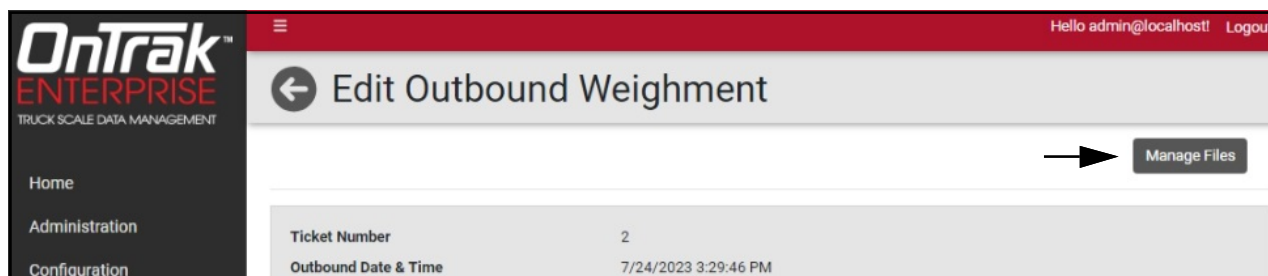 OnTrak™
ENTERPRISE
TRUCK SCALE DATA MANAGEMENT
Home
Administration
Configuration
Hello admin@localhost! Logou
Edit Outbound Weighment
Manage Files
Ticket Number 2
Outbound Date & Time 7/24/2023 3:29:46 PM